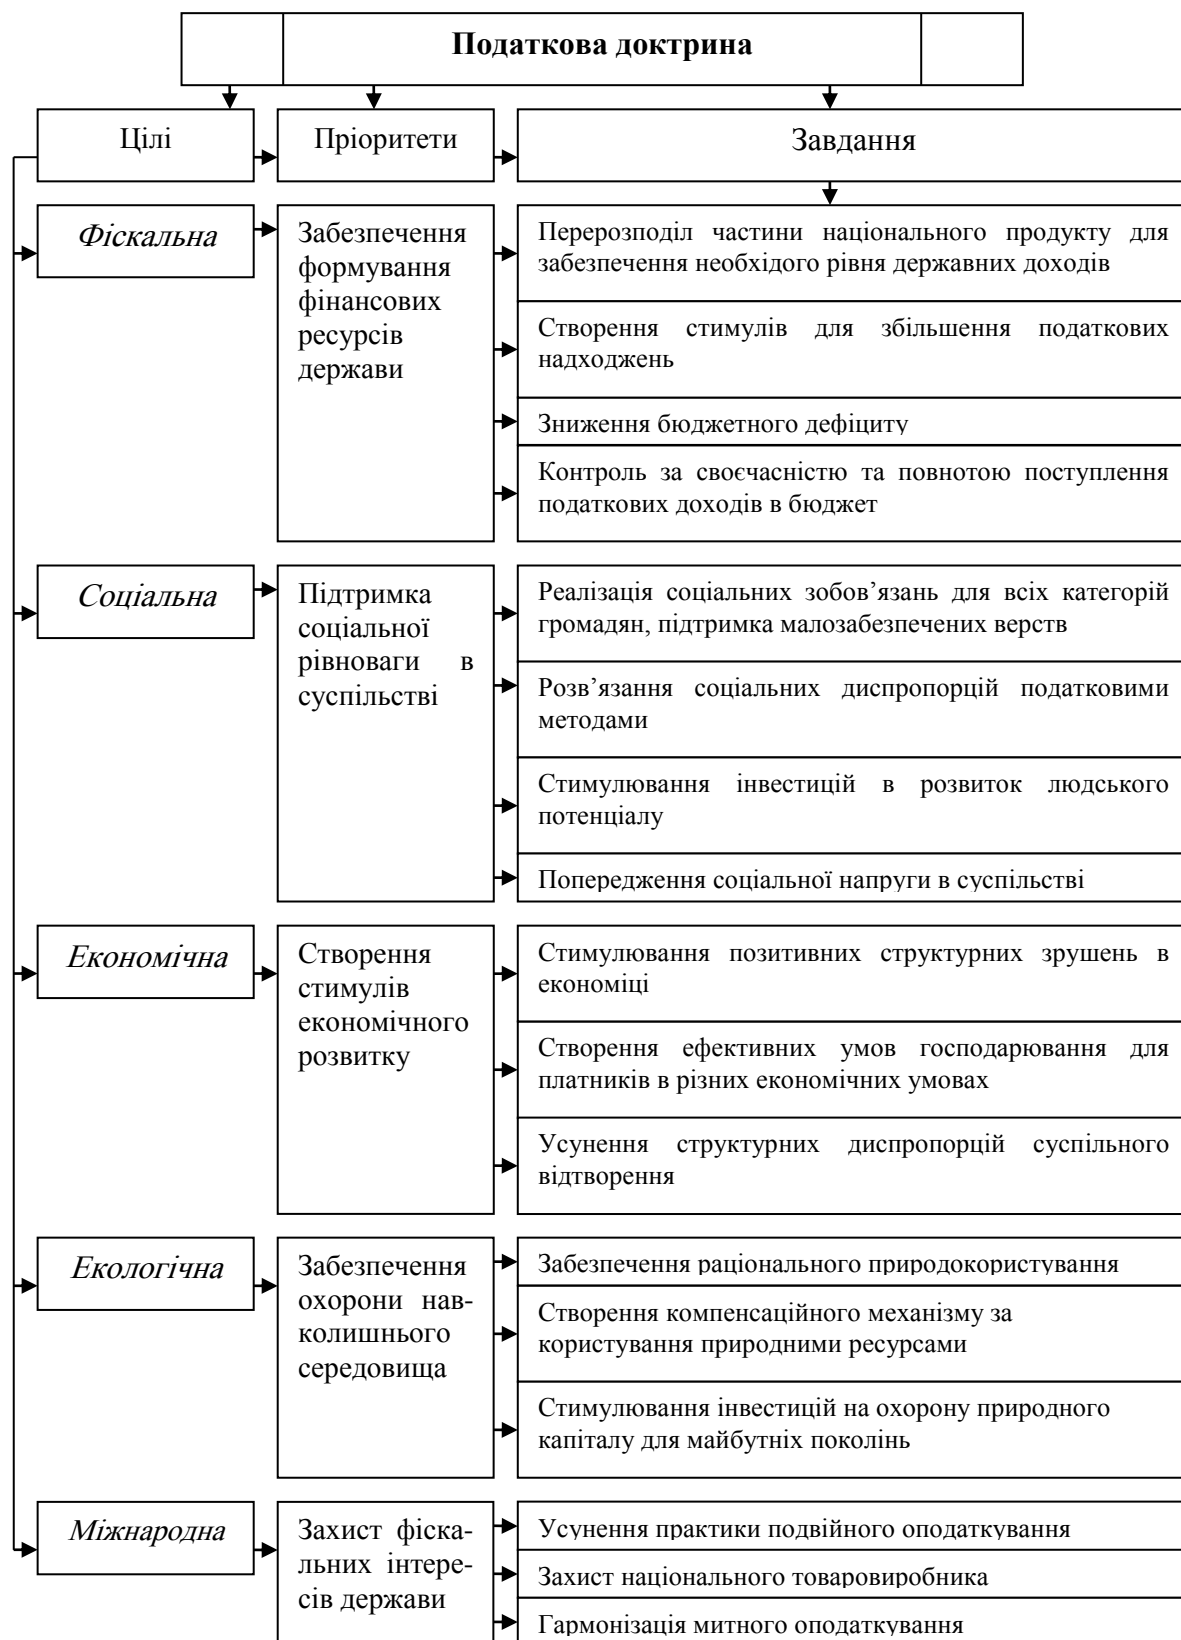 Податкова доктрина
Цілі
Пріоритети
Завдання
Фіскальна
Забезпечення
формування
фінансових
ресурсів
держави
Перерозподіл частини національного продукту для
забезпечення необхідого рівня державних доходів
Створення стимулів для збільшення податкових
надходжень
Зниження бюджетного дефіциту
Контроль за своєчасністю та повнотою поступлення
податкових доходів в бюджет
Соціальна
Підтримка
соціальної
рівноваги в
суспільстві
Реалізація соціальних зобов’язань для всіх категорій
громадян, підтримка малозабезпечених верств
Розв’язання соціальних диспропорцій податковими
методами
Стимулювання інвестицій в розвиток людського
потенціалу
Попередження соціальної напруги в суспільстві
Економічна
Створення
стимулів
економічного
розвитку
Стимулювання позитивних структурних зрушень в
економіці
Створення ефективних умов господарювання для
платників в різних економічних умовах
Усунення структурних диспропорцій суспільного
відтворення
Екологічна
Забезпечення
охорони нав-
колишнього
середовища
Забезпечення раціонального природокористування
Створення компенсаційного механізму за
користування природними ресурсами
Стимулювання інвестицій на охорону природного
капіталу для майбутніх поколінь
Міжнародна
Захист фіска-
льних інтере-
сів держави
Усунення практики подвійного оподаткування
Захист національного товаровиробника
Гармонізація митного оподаткування